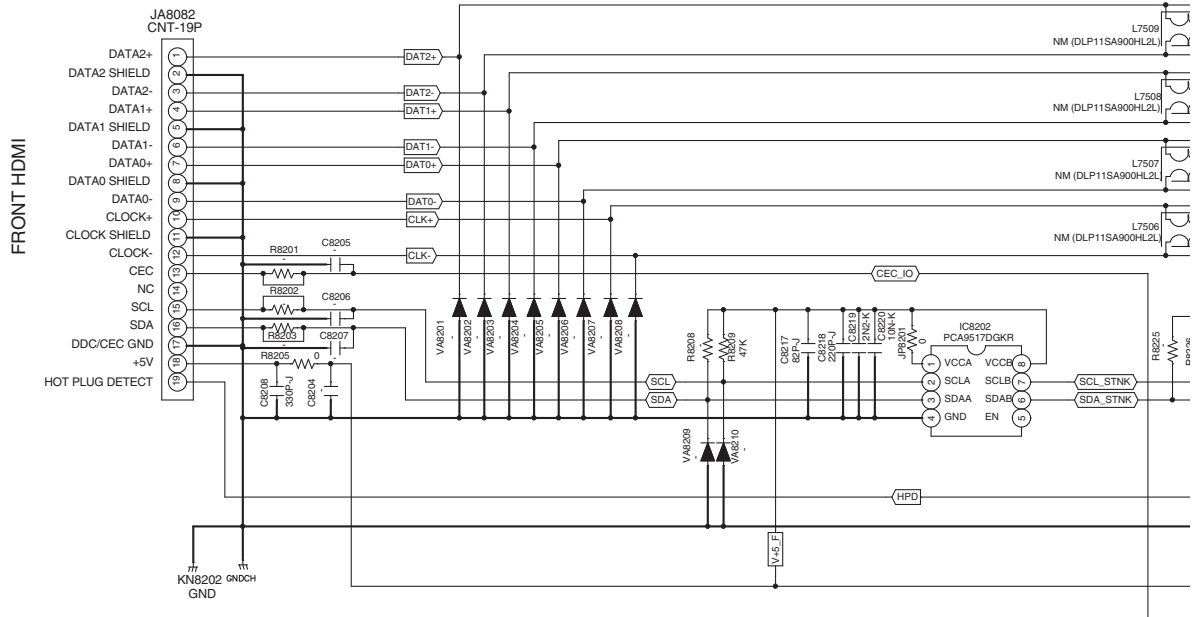 FRONT HDMI
JA8082
CNT-19P
DATA2+ 1 DAT2+
DATA2 SHIELD 2
DATA2- 3 DAT2-
DATA1+ 4 DAT1+
DATA1 SHIELD 5
DATA1- 6 DAT1-
DATA0+ 7 DAT0+
DATA0 SHIELD 8
DATA0- 9 DAT0-
CLOCK+ 10 CLK+
CLOCK SHIELD 11
CLOCK- 12 CLK-
CEC 13
NC 14
SCL 15
SDA 16
DDC/CEC GND 17
+5V 18
HOT PLUG DETECT 19
R8201
-
C8205
-
R8202
-
C8206
-
R8203
-
C8207
-
R8205
0
C8208
330P-J
C8204
-
L7509
NM (DLP11SA900HL2L)
L7508
NM (DLP11SA900HL2L)
L7507
NM (DLP11SA900HL2L)
L7506
NM (DLP11SA900HL2L)
CEC_IO
VA8201
-
VA8202
-
VA8203
-
VA8204
-
VA8205
-
VA8206
-
VA8207
-
VA8208
-
R8208
-
R8209
47K
C8217
82P-J
C8218
220P-J
C8219
2N2-K
C8220
10N-K
JP8201
0
IC8202
PCA9517DGKR
1 VCCA VCCB 8
2 SCLA SCLB 7
3 SDAA SDAB 6
4 GND EN 5
SCL
SDA
SCL_STNK
SDA_STNK
R8225
-
R8226
VA8209
-
VA8210
-
HPD
V+5_F
KN8202
GND
GNDCH